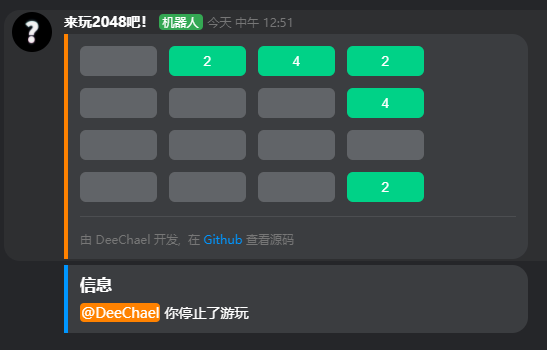 来玩2048吧！ 机器人 今天 中午 12:51
2 4 2
4
2
由 DeeChael 开发, 在 Github 查看源码
信息
@DeeChael 你停止了游玩